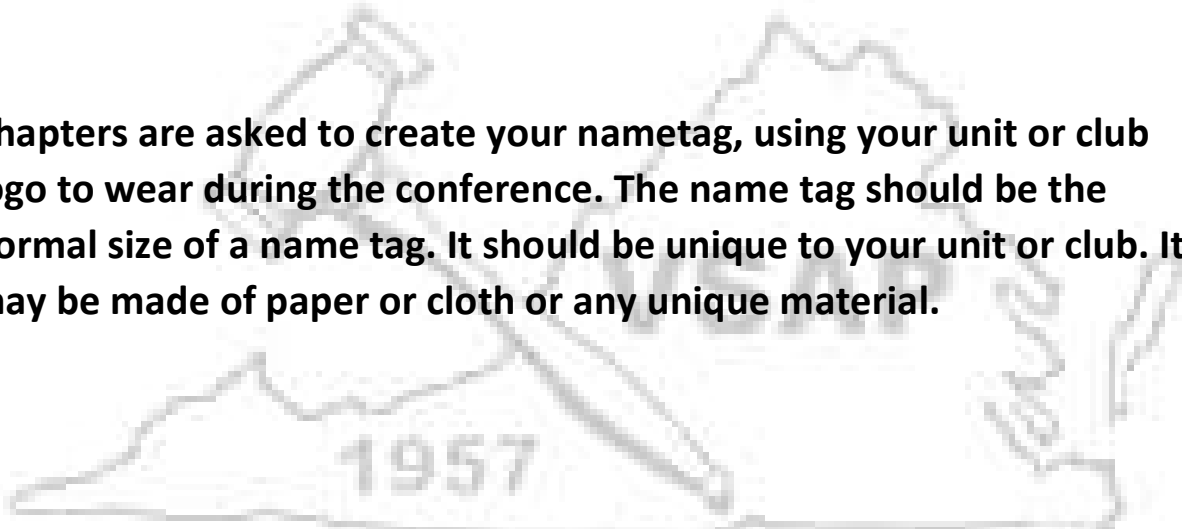 hapters are asked to create your nametag, using your unit or club
ogo to wear during the conference. The name tag should be the
ormal size of a name tag. It should be unique to your unit or club. It
may be made of paper or cloth or any unique material.
VSAP
1957